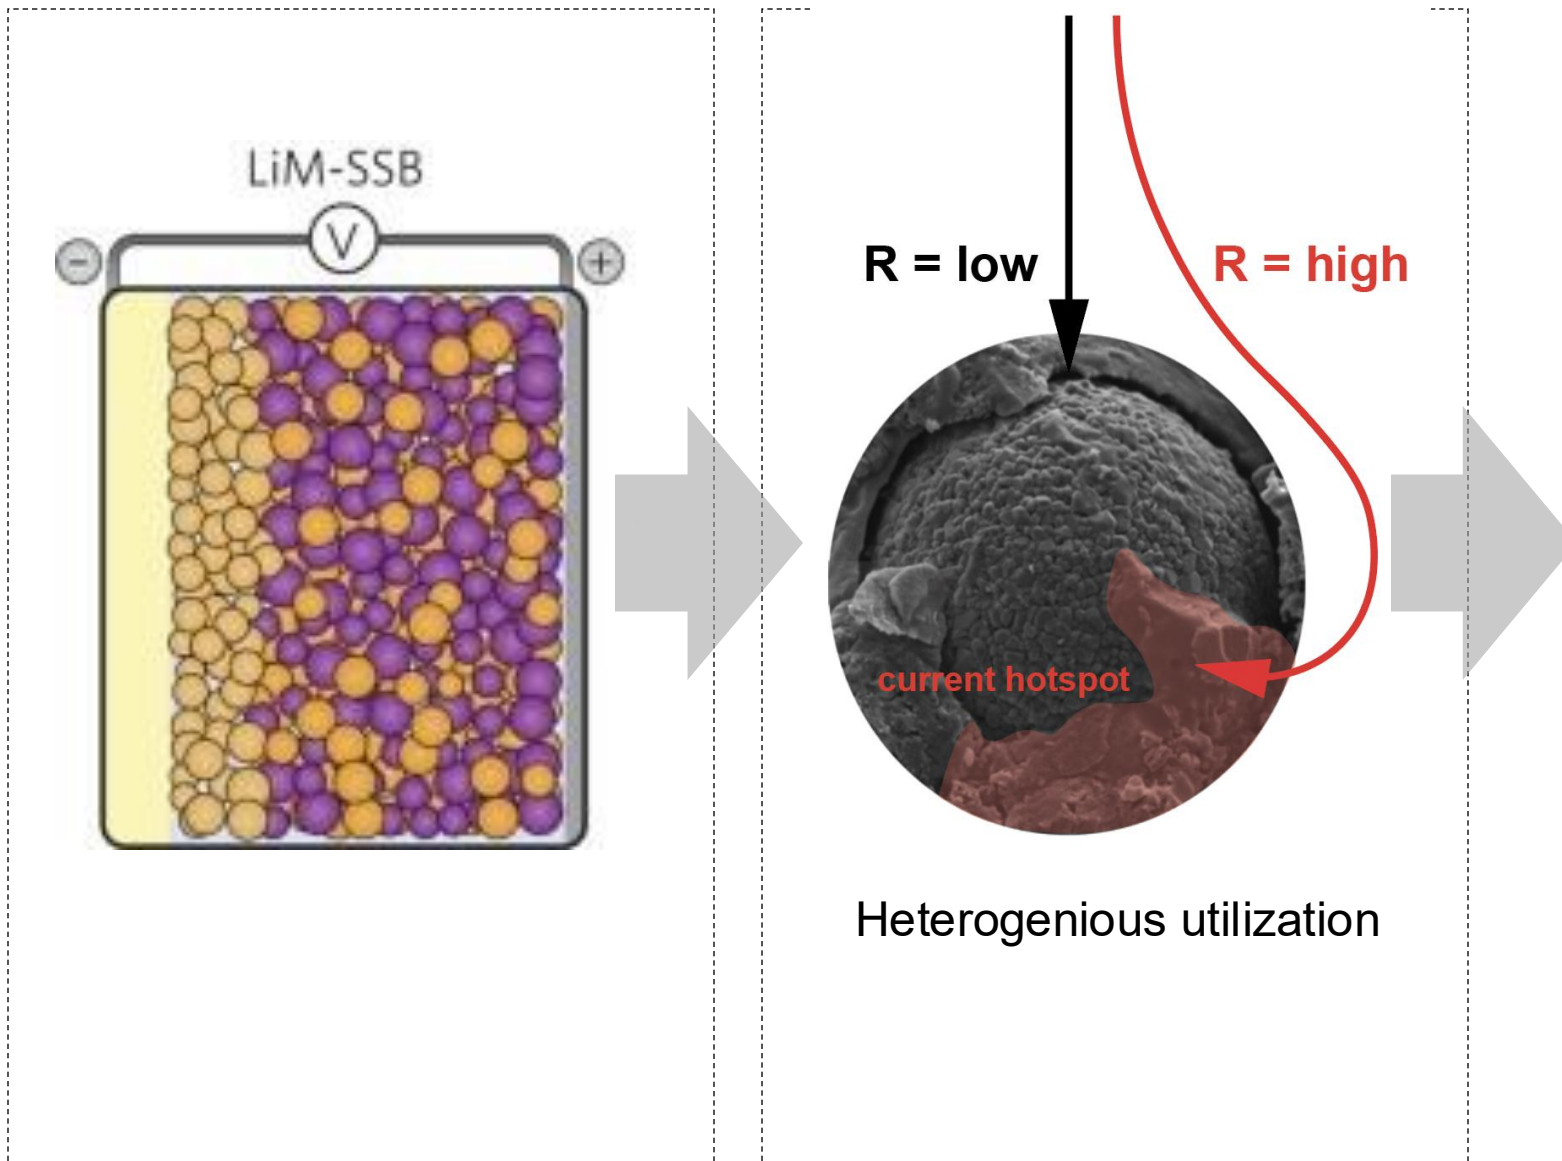 LiM-SSB
V
− +
R = low
R = high
current hotspot
Heterogenious utilization